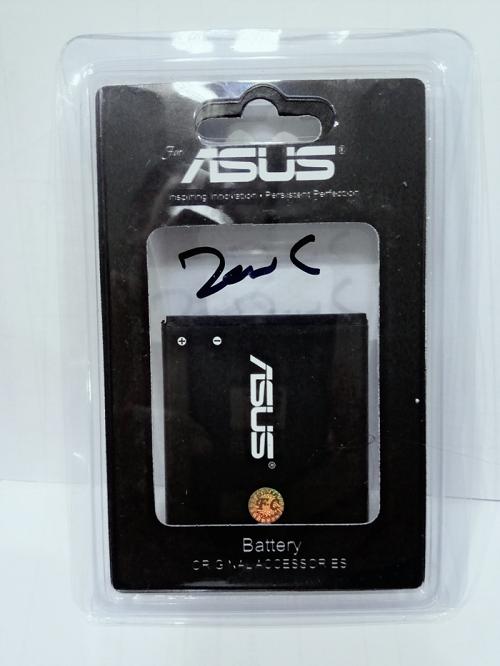 For ASUS®
Inspiring Innovation • Persistent Perfection
Zen C
+ −
ASUS®
Battery
ORIGINAL ACCESSORIES